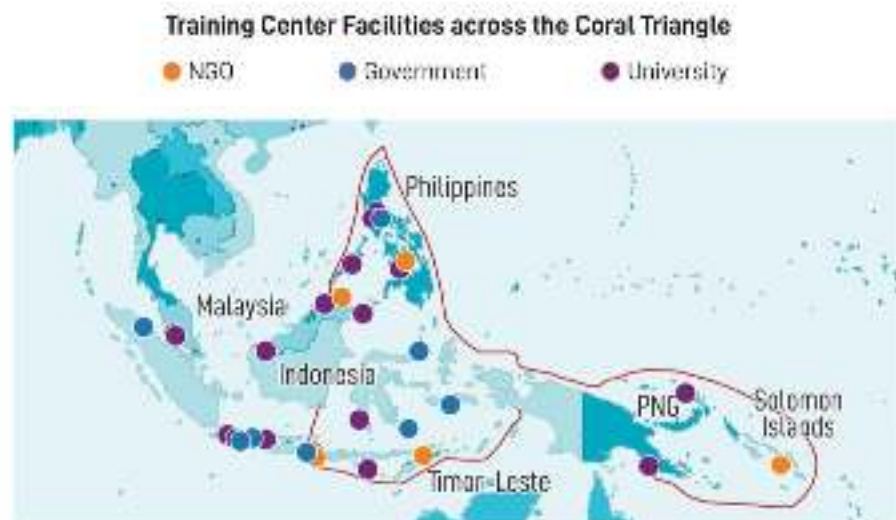 Training Center Facilities across the Coral Triangle
NGO Government University
Philippines
Malaysia
Indonesia
PNG
Solomon
Islands
Timor-Leste